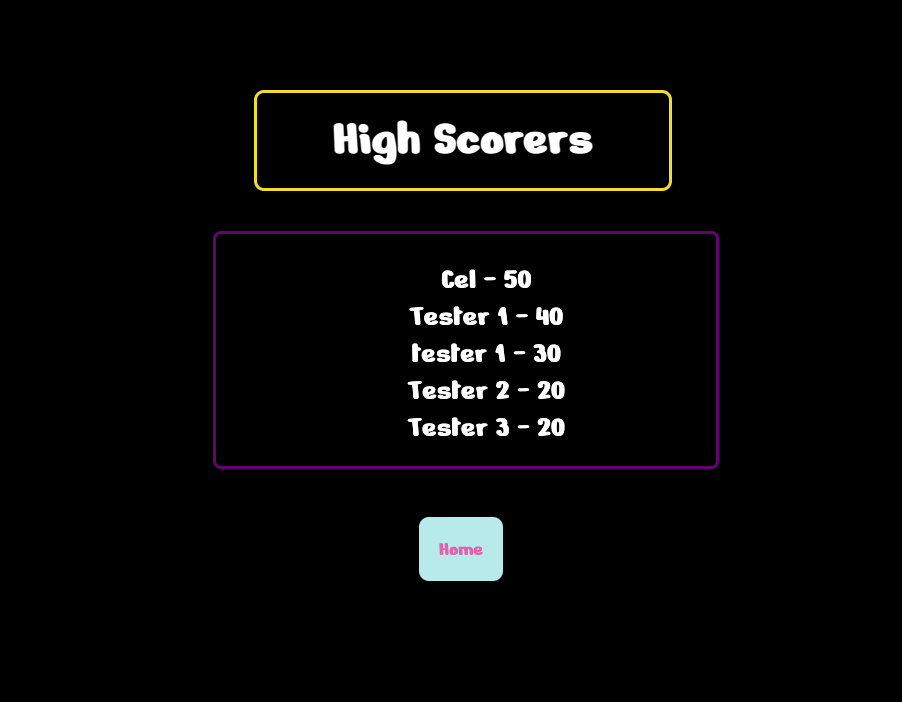 High Scorers
Cel - 50
Tester 1 - 40
tester 1 - 30
Tester 2 - 20
Tester 3 - 20
Home